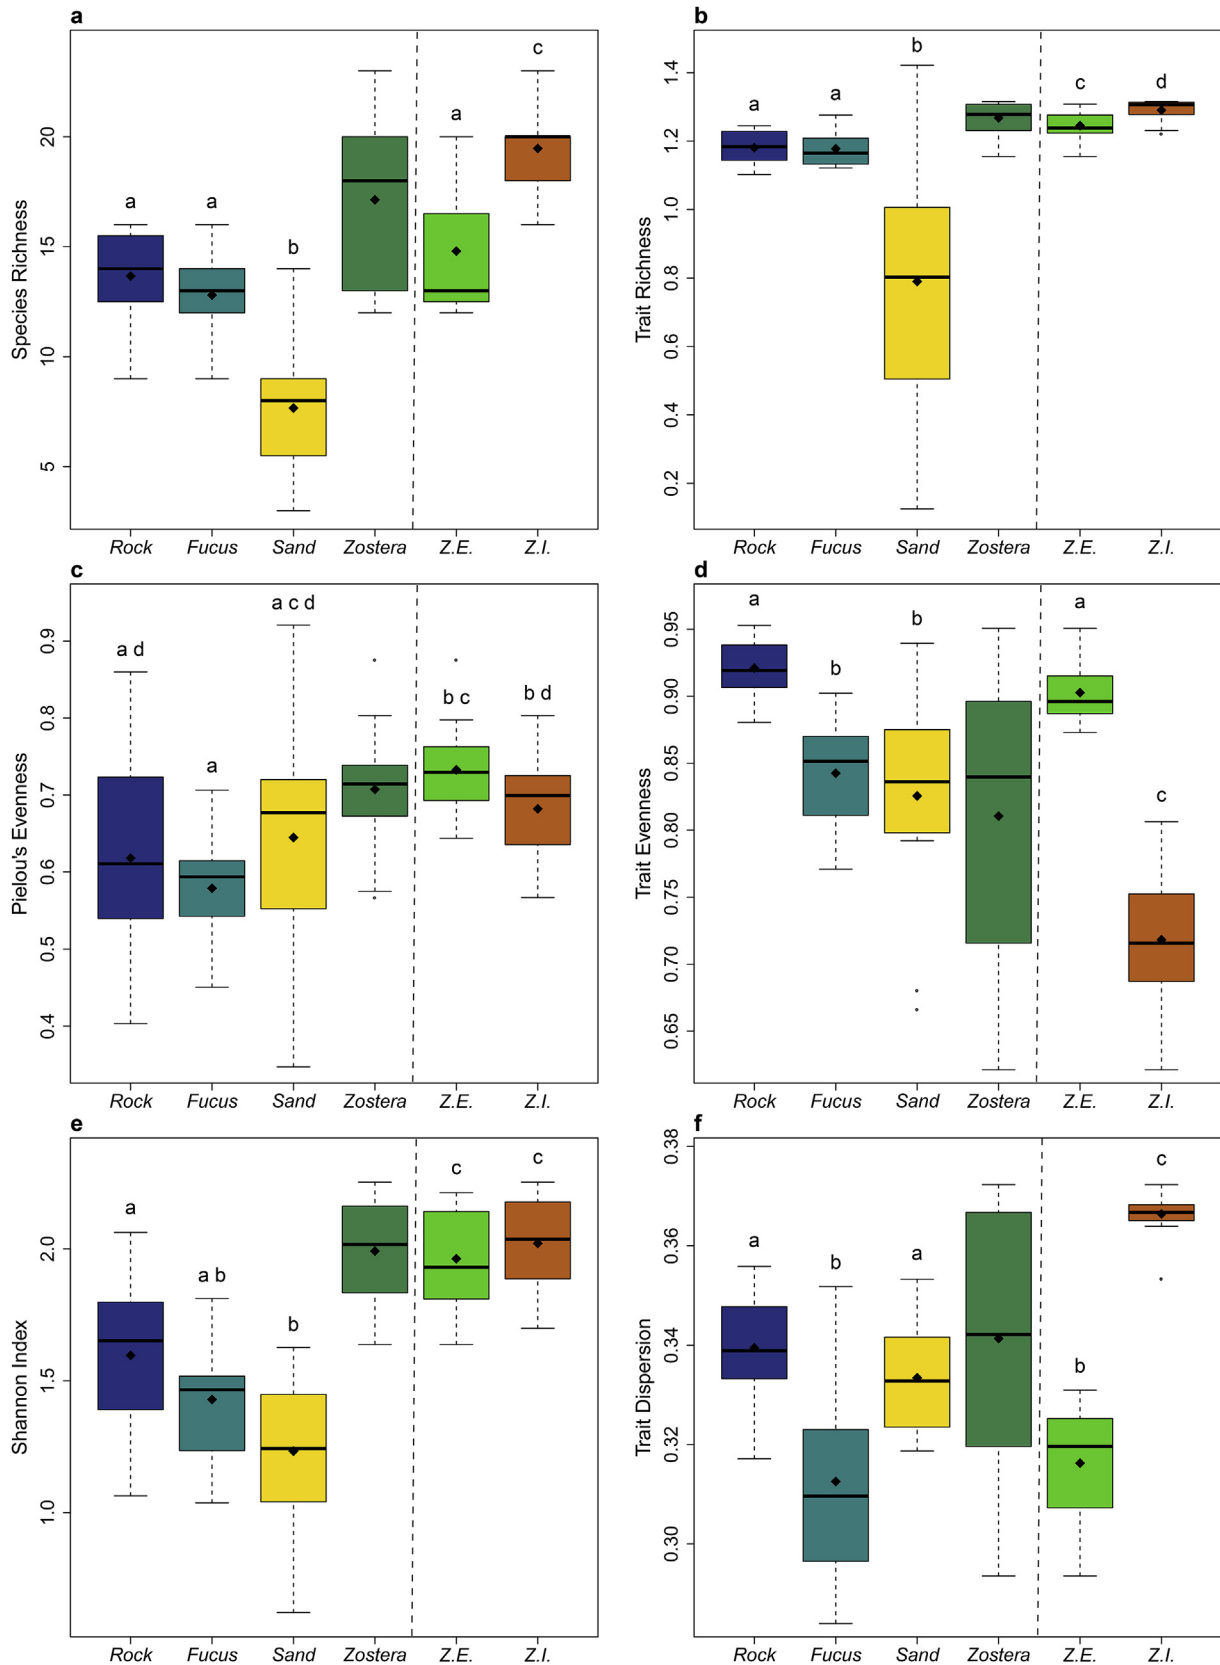 a
Species Richness
20
15
10
5
a
a
b
a
c
Rock Fucus Sand Zostera Z.E. Z.I.
b
Trait Richness
1.4
1.2
1.0
0.8
0.6
0.4
0.2
a
a
b
c
d
Rock Fucus Sand Zostera Z.E. Z.I.
c
Pielou's Evenness
0.9
0.8
0.7
0.6
0.5
0.4
a d
a
a c d
b c
b d
Rock Fucus Sand Zostera Z.E. Z.I.
d
Trait Evenness
0.95
0.90
0.85
0.80
0.75
0.70
0.65
a
b
b
a
c
Rock Fucus Sand Zostera Z.E. Z.I.
e
Shannon Index
2.0
1.5
1.0
a
a b
b
c
c
Rock Fucus Sand Zostera Z.E. Z.I.
f
Trait Dispersion
0.38
0.36
0.34
0.32
0.30
a
b
a
b
c
Rock Fucus Sand Zostera Z.E. Z.I.